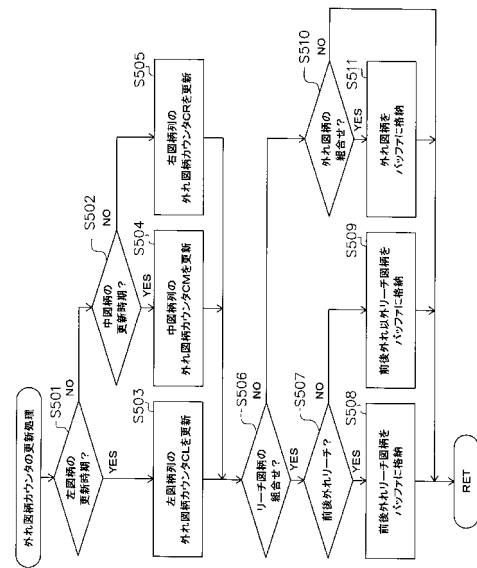 外れ図柄カウンタの更新処理
S501
左図柄の
更新時期?
NO
YES
S502
中図柄の
更新時期?
NO
YES
S503
左図柄列の
外れ図柄カウンタCLを更新
S504
中図柄列の
外れ図柄カウンタCMを更新
S505
右図柄列の
外れ図柄カウンタCRを更新
S506
リーチ図柄の
組合せ?
NO
YES
S507
前後外れリーチ?
NO
YES
S508
前後外れリーチ図柄を
バッファに格納
S509
前後外れ以外リーチ図柄を
バッファに格納
S510
外れ図柄の
組合せ?
NO
YES
S511
外れ図柄を
バッファに格納
RET